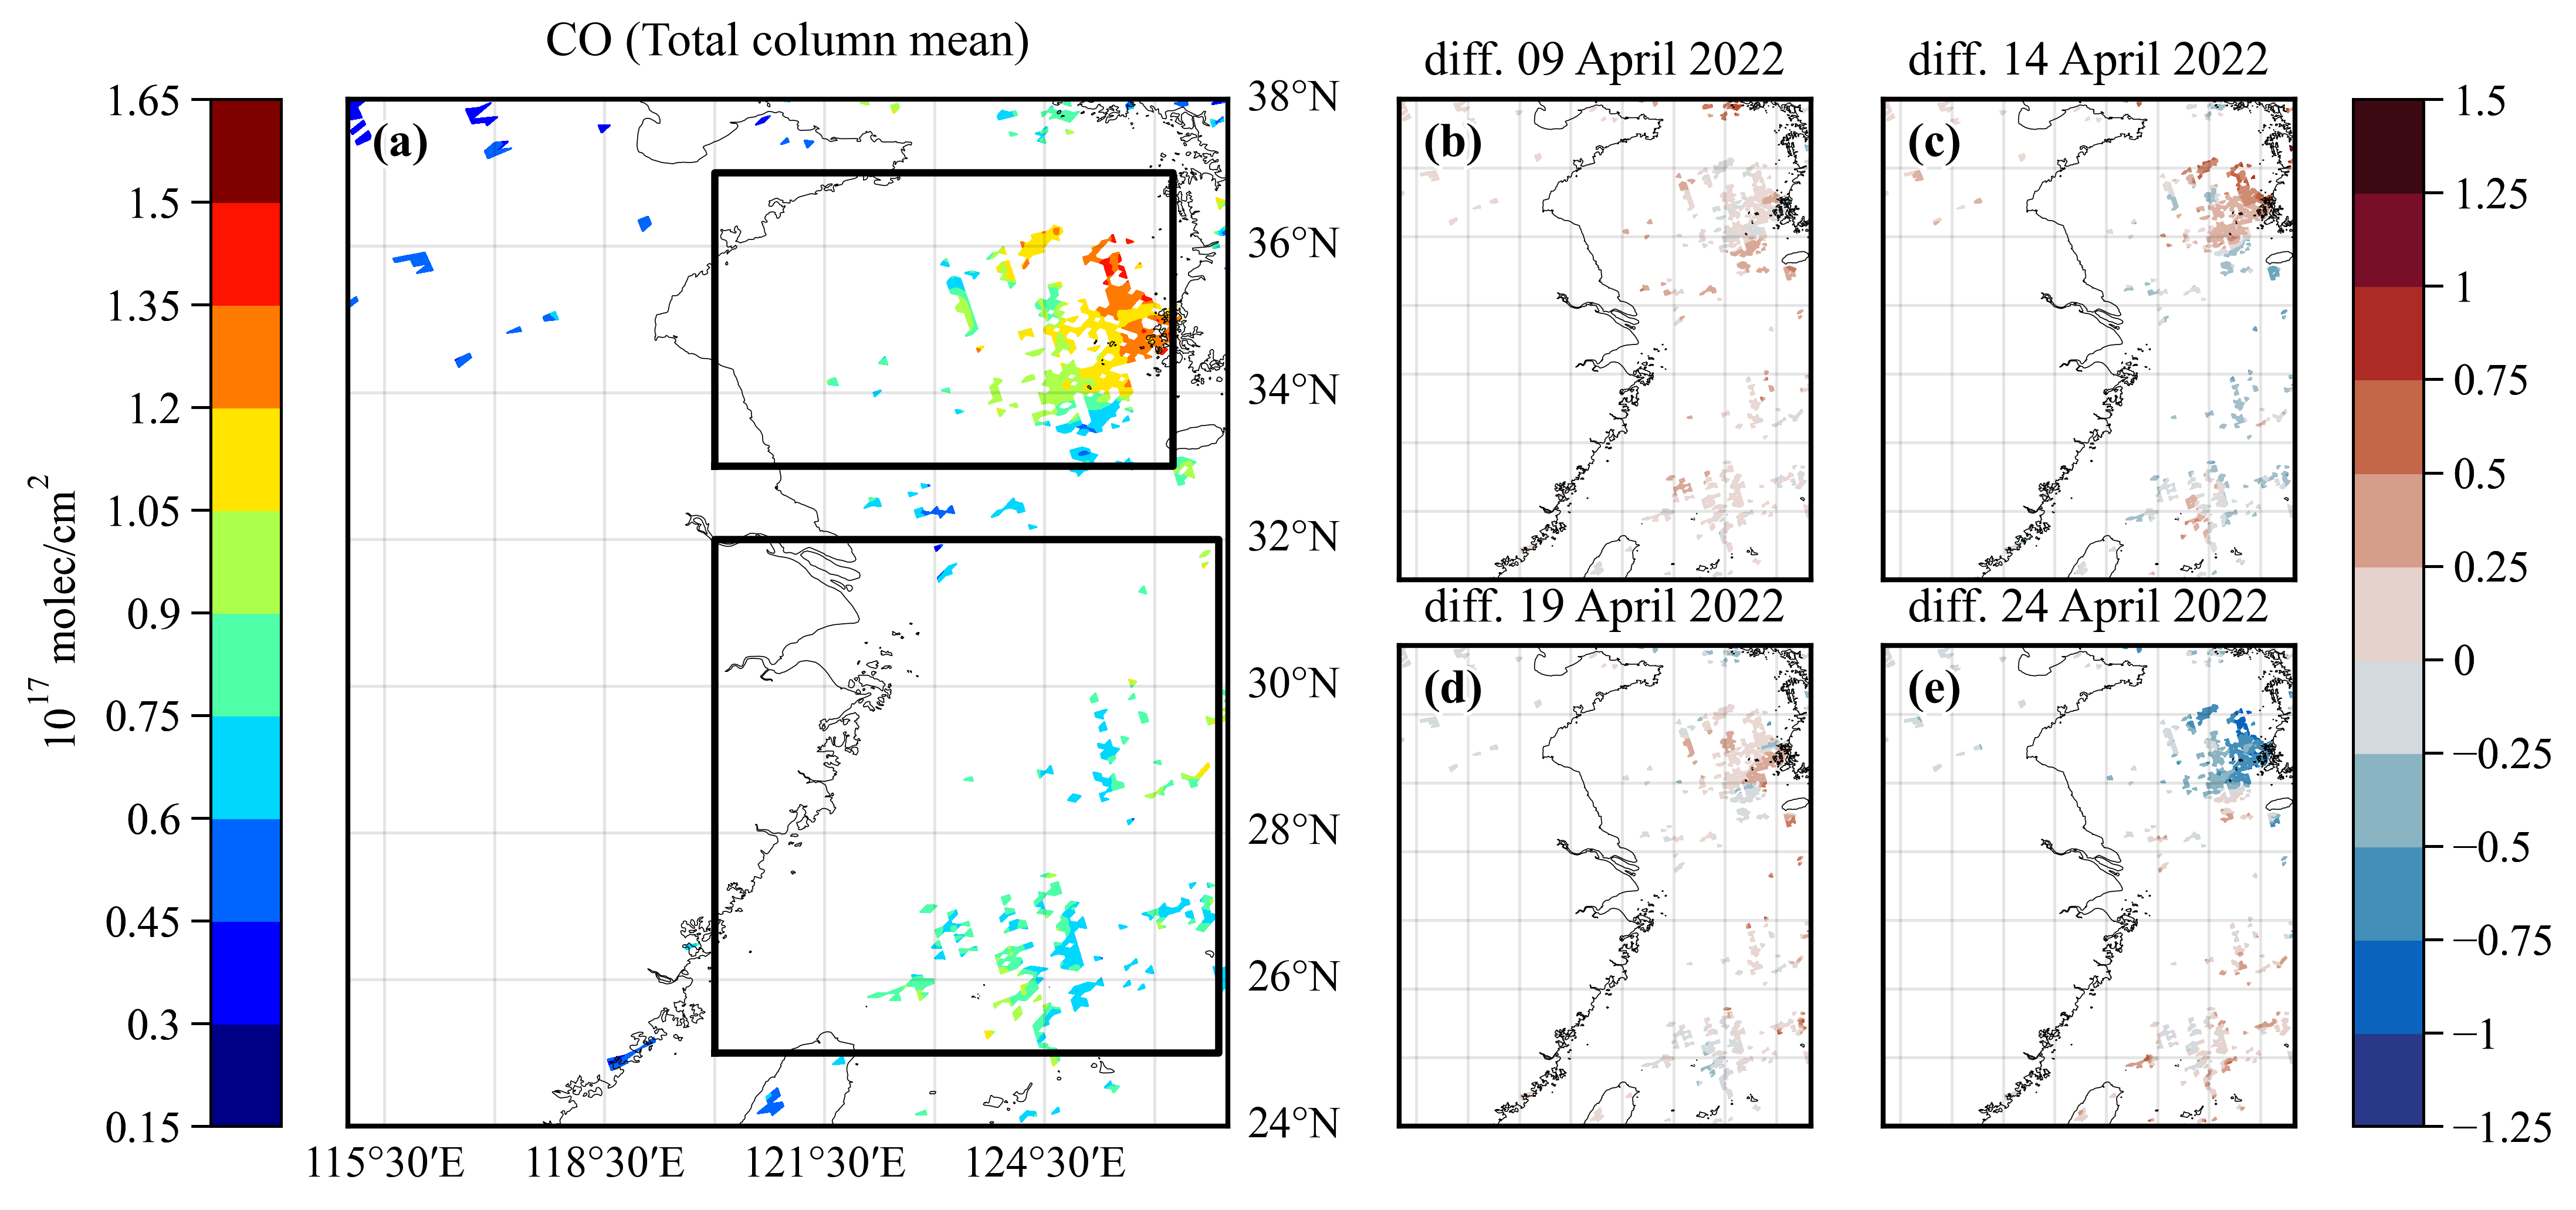 CO (Total column mean)
1.65
1.5
1.35
1.2
1.05
0.9
0.75
0.6
0.45
0.3
0.15
10^17 molec/cm^2
(a)
38°N
36°N
34°N
32°N
30°N
28°N
26°N
24°N
115°30′E 118°30′E 121°30′E 124°30′E
diff. 09 April 2022
(b)
diff. 14 April 2022
(c)
diff. 19 April 2022
(d)
diff. 24 April 2022
(e)
1.5
1.25
1
0.75
0.5
0.25
0
−0.25
−0.5
−0.75
−1
−1.25